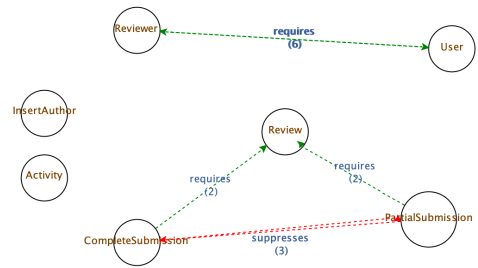 Reviewer
requires
(6)
User
InsertAuthor
Review
Activity
requires
(2)
requires
(2)
PartialSubmission
CompleteSubmission
suppresses
(3)